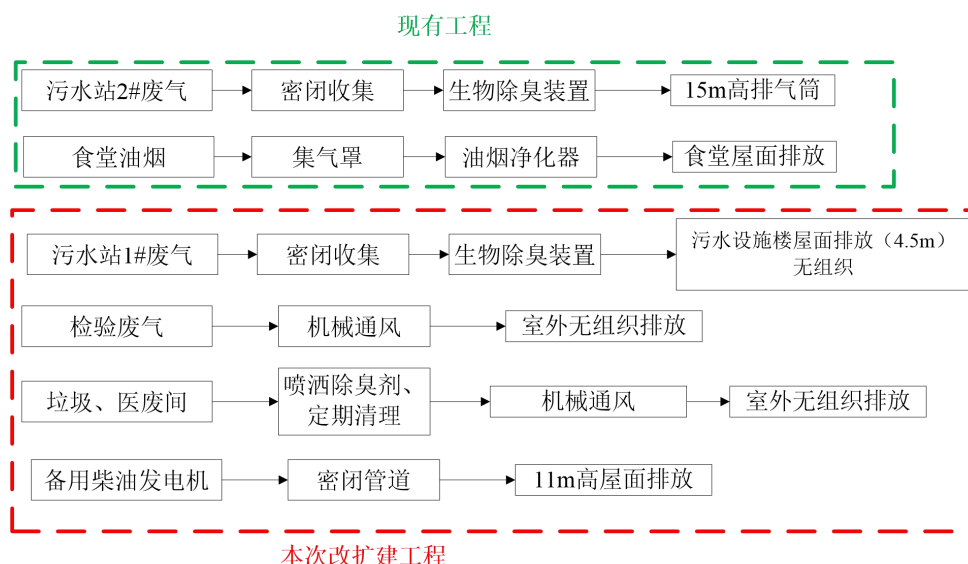 现有工程
污水站2#废气
密闭收集
生物除臭装置
15m高排气筒
食堂油烟
集气罩
油烟净化器
食堂屋面排放
污水站1#废气
密闭收集
生物除臭装置
污水设施楼屋面排放（4.5m）
无组织
检验废气
机械通风
室外无组织排放
垃圾、医废间
喷洒除臭剂、
定期清理
机械通风
室外无组织排放
备用柴油发电机
密闭管道
11m高屋面排放
本次改扩建工程